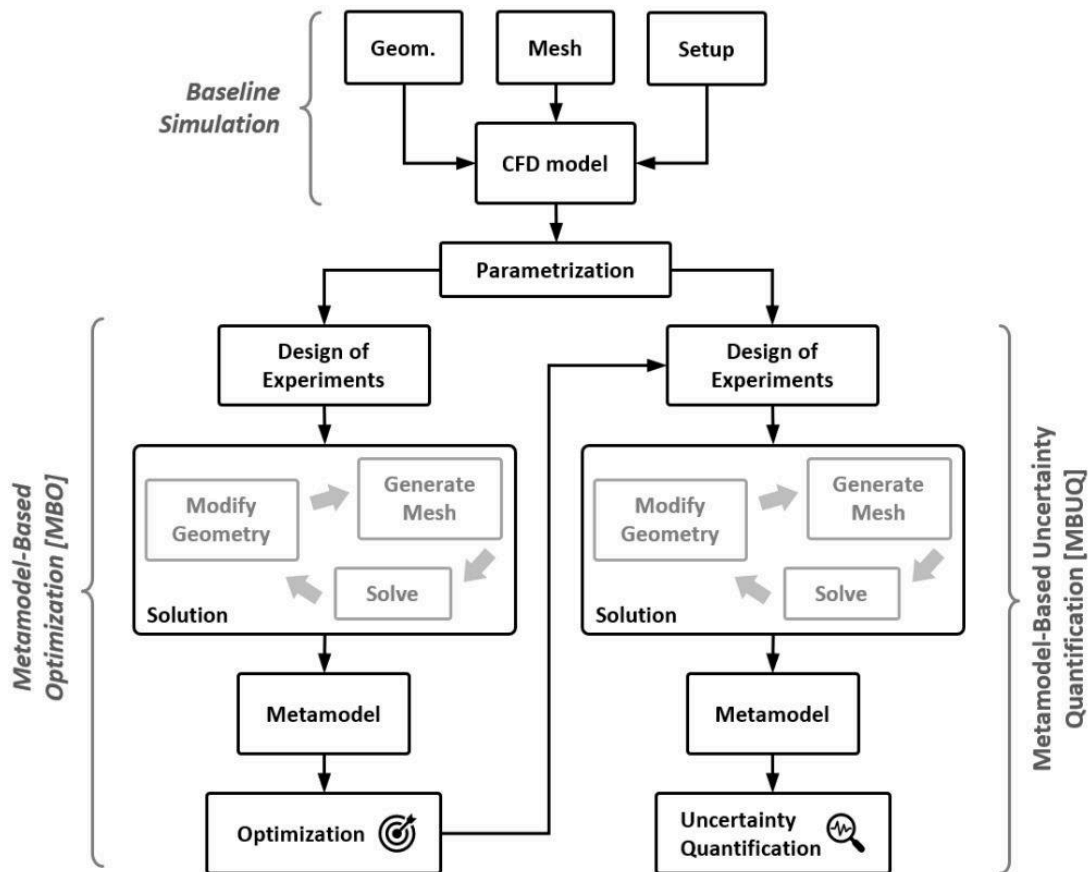 Geom.
Mesh
Setup
Baseline
Simulation
CFD model
Parametrization
Design of
Experiments
Design of
Experiments
Modify
Geometry
Generate
Mesh
Solve
Solution
Modify
Geometry
Generate
Mesh
Solve
Solution
Metamodel-Based
Optimization [MBO]
Metamodel-Based Uncertainty
Quantification [MBUQ]
Metamodel
Metamodel
Optimization
Uncertainty
Quantification